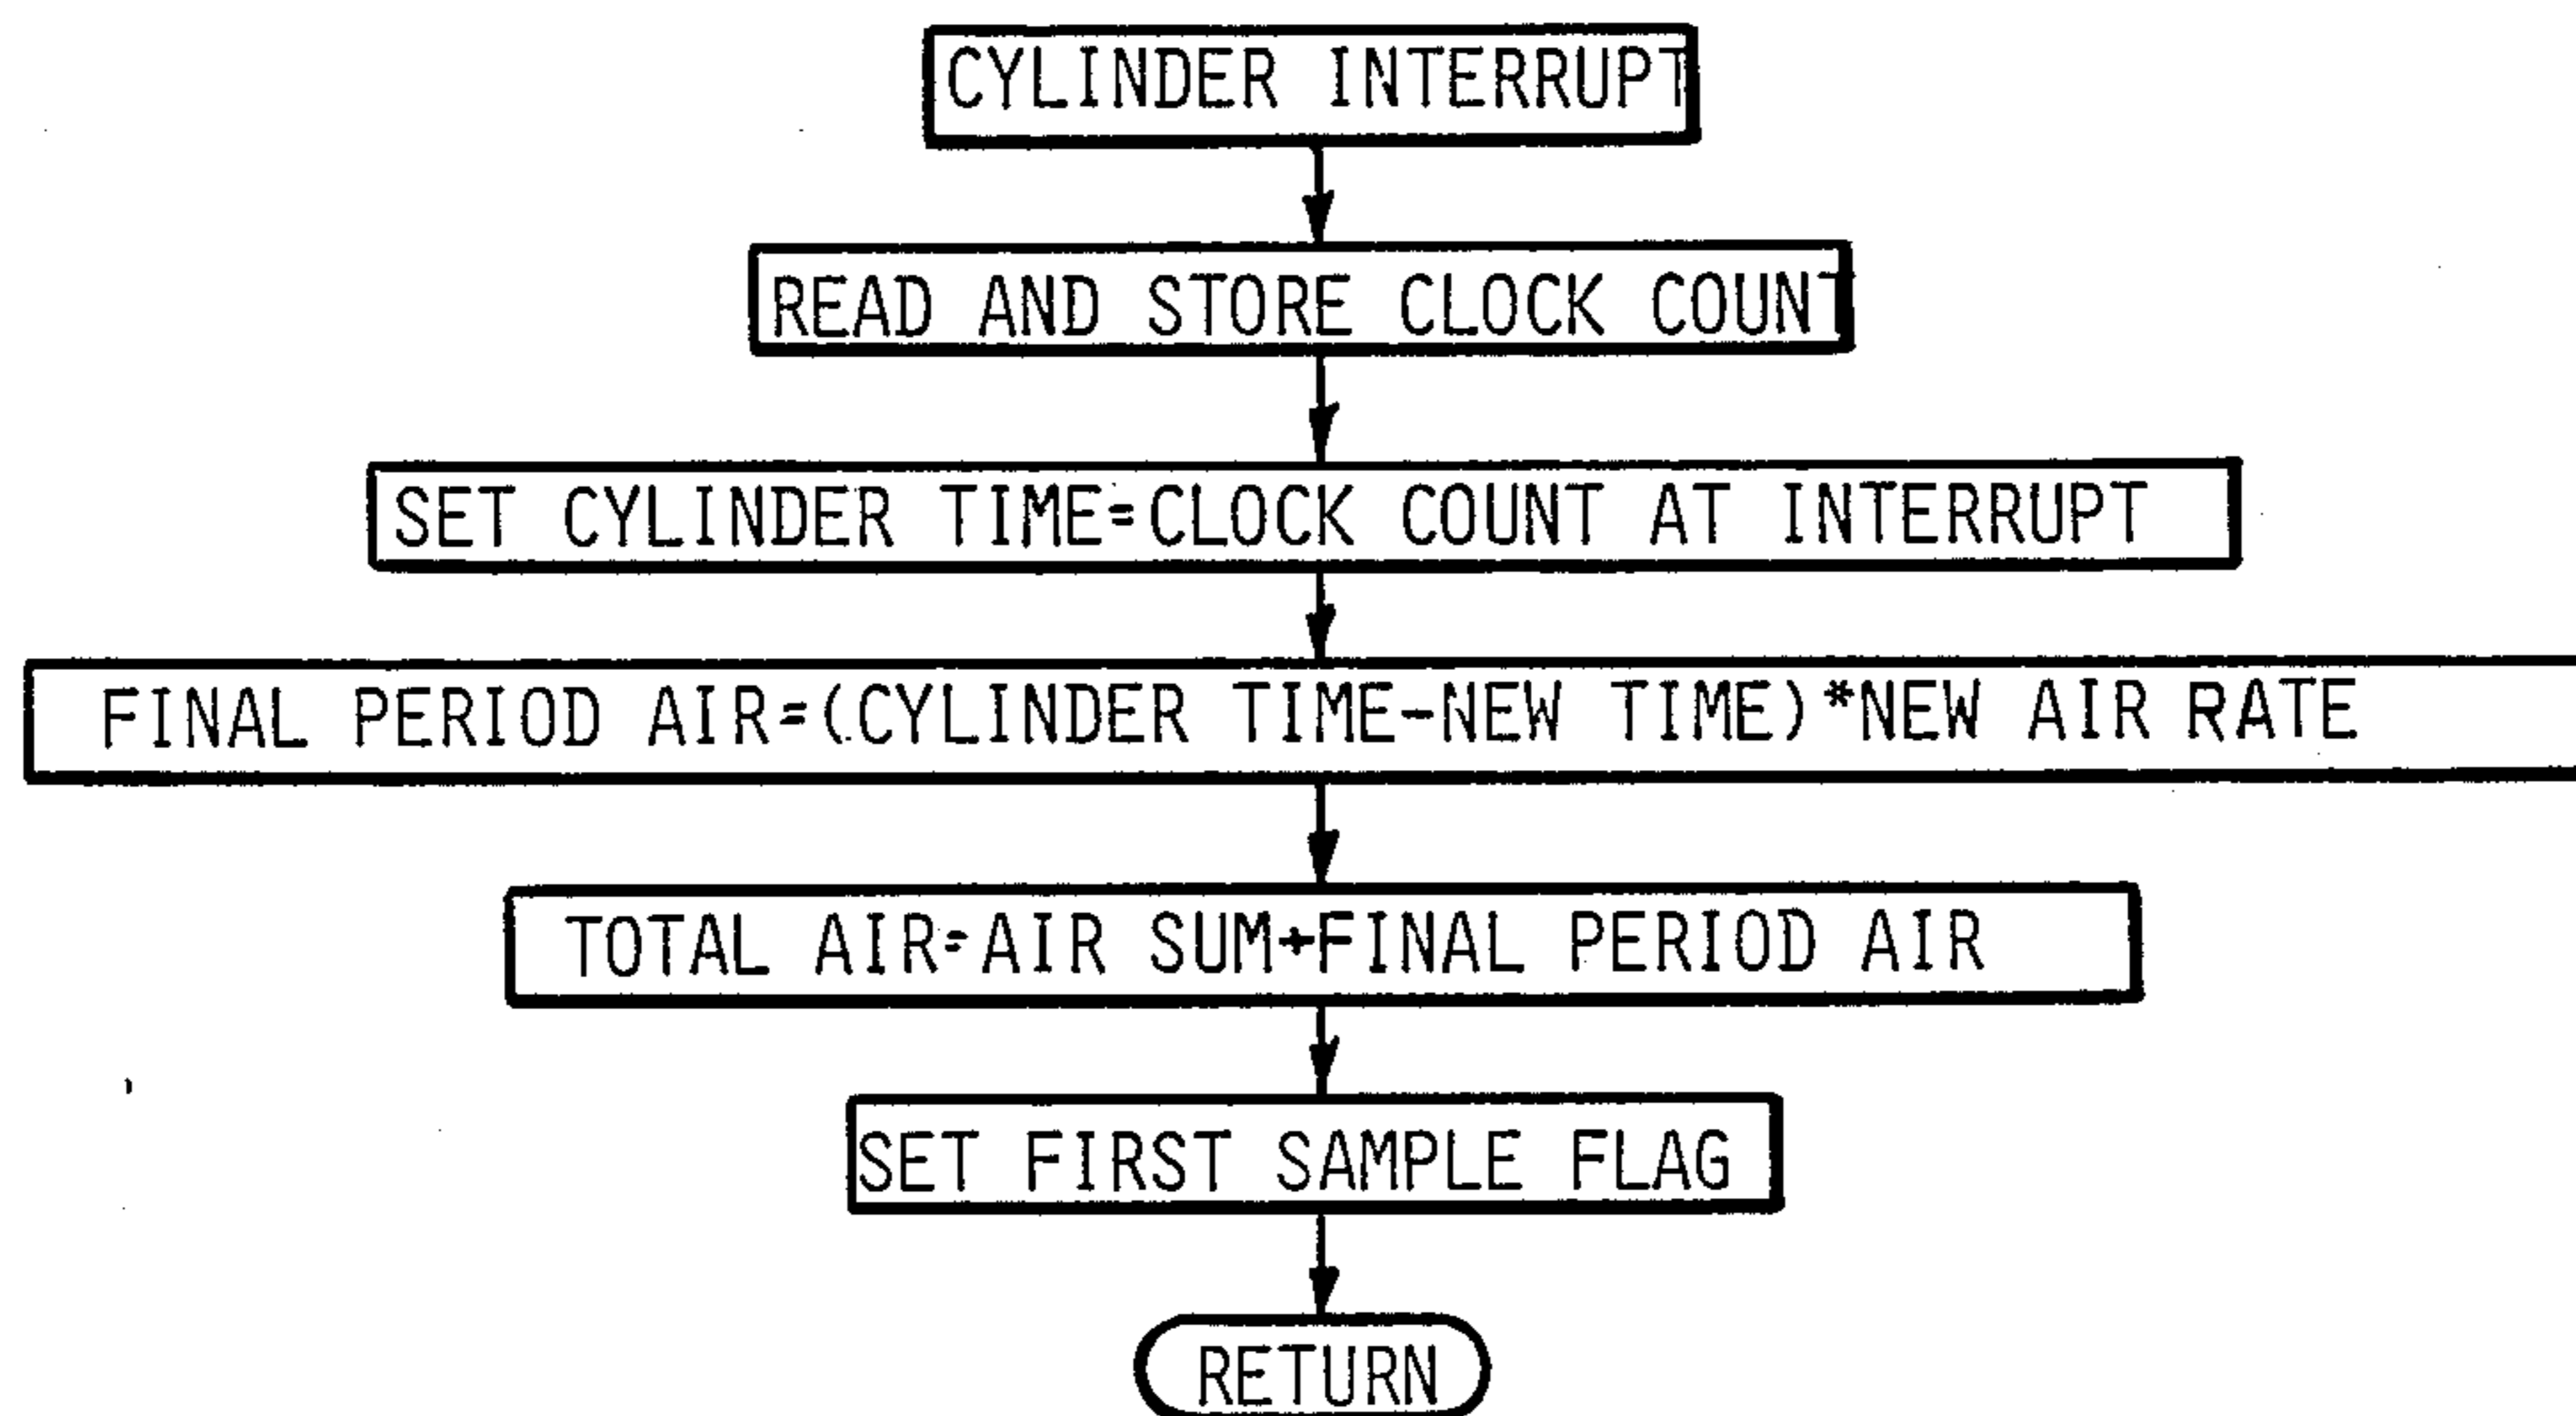 CYLINDER INTERRUPT
READ AND STORE CLOCK COUNT
SET CYLINDER TIME=CLOCK COUNT AT INTERRUPT
FINAL PERIOD AIR=(CYLINDER TIME-NEW TIME)*NEW AIR RATE
TOTAL AIR=AIR SUM+FINAL PERIOD AIR
SET FIRST SAMPLE FLAG
RETURN